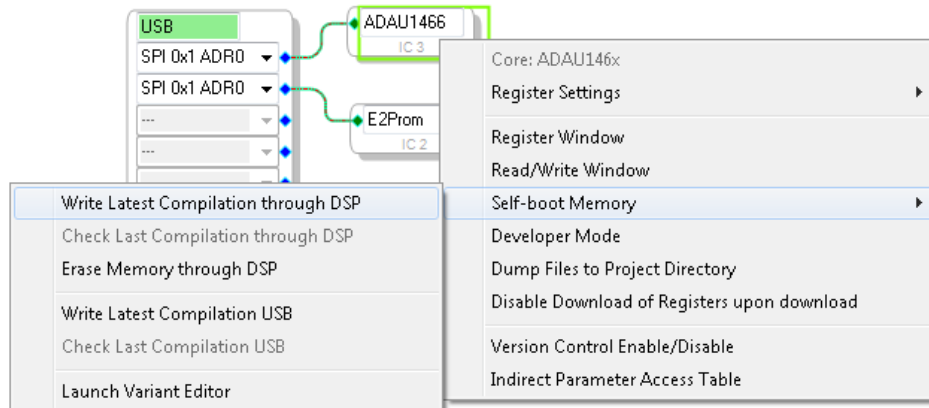 USB
ADAU1466
IC 3
SPI 0x1 ADR0
SPI 0x1 ADR0
E2Prom
IC 2
---
---
Core: ADAU146x
Register Settings
Register Window
Read/Write Window
Self-boot Memory
Developer Mode
Dump Files to Project Directory
Disable Download of Registers upon download
Version Control Enable/Disable
Indirect Parameter Access Table
Write Latest Compilation through DSP
Check Last Compilation through DSP
Erase Memory through DSP
Write Latest Compilation USB
Check Last Compilation USB
Launch Variant Editor